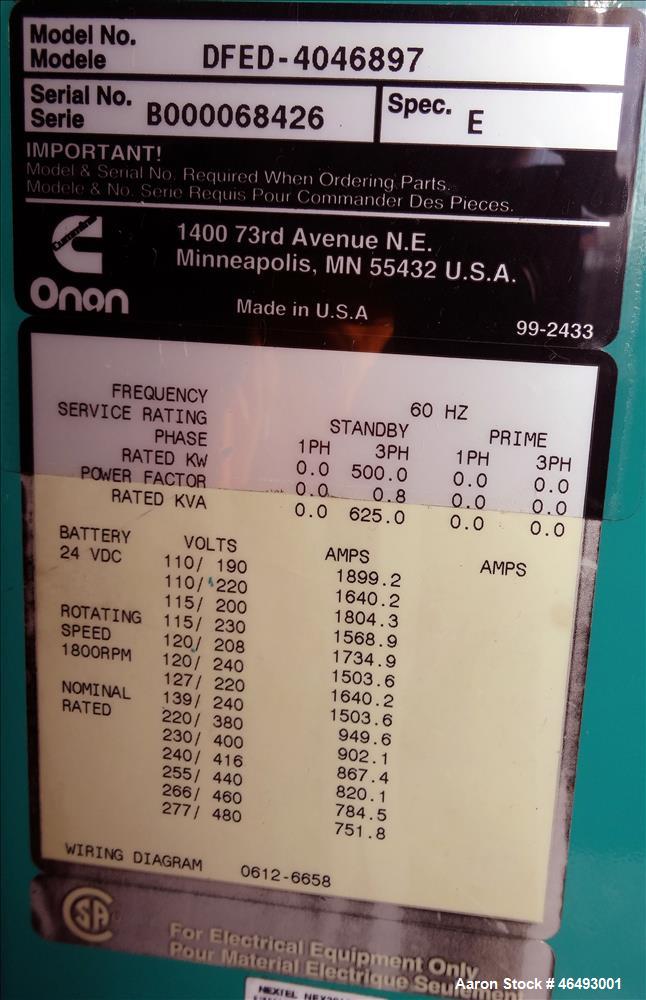 Model No.
Modele DFED-4046897
Serial No.
Serie B000068426
Spec. E
IMPORTANT!
Model & Serial No. Required When Ordering Parts.
Modele & No. Serie Requis Pour Commander Des Pieces.
Cummins
Onan
1400 73rd Avenue N.E.
Minneapolis, MN 55432 U.S.A.
Made in U.S.A
99-2433
FREQUENCY 60 HZ
SERVICE RATING STANDBY PRIME
PHASE 1PH 3PH 1PH 3PH
RATED KW 0.0 500.0 0.0 0.0
POWER FACTOR 0.0 0.8 0.0 0.0
RATED KVA 0.0 625.0 0.0 0.0
BATTERY
24 VDC
ROTATING
SPEED
1800RPM
NOMINAL
RATED
VOLTS AMPS AMPS
110/ 190 1899.2
110/ 220 1640.2
115/ 200 1804.3
115/ 230 1568.9
120/ 208 1734.9
120/ 240 1503.6
127/ 220 1640.2
139/ 240 1503.6
220/ 380 949.6
230/ 400 902.1
240/ 416 867.4
255/ 440 820.1
266/ 460 784.5
277/ 480 751.8
WIRING DIAGRAM 0612-6658
SA
For Electrical Equipment Only
Pour Material Electrique Seulement
NEXTEL
Aaron Stock # 46493001